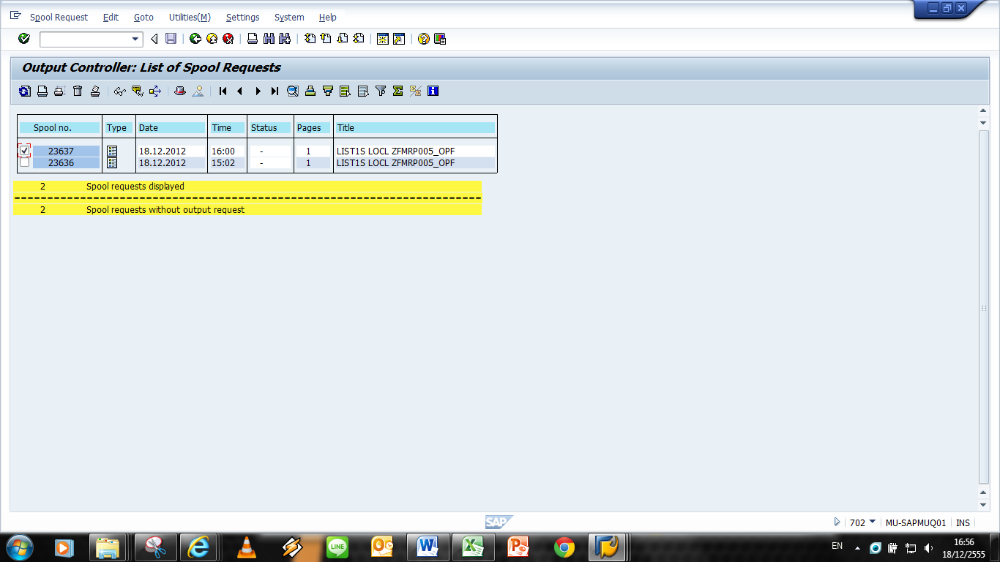 Spool Request Edit Goto Utilities(M) Settings System Help
Output Controller: List of Spool Requests
Spool no. Type Date Time Status Pages Title
23637 18.12.2012 16:00 - 1 LIST1S LOCL ZFMRP005_OPF
23636 18.12.2012 15:02 - 1 LIST1S LOCL ZFMRP005_OPF
2 Spool requests displayed
2 Spool requests without output request
SAP
702 MU-SAPMUQ01 INS
LINE
EN 16:56
18/12/2555